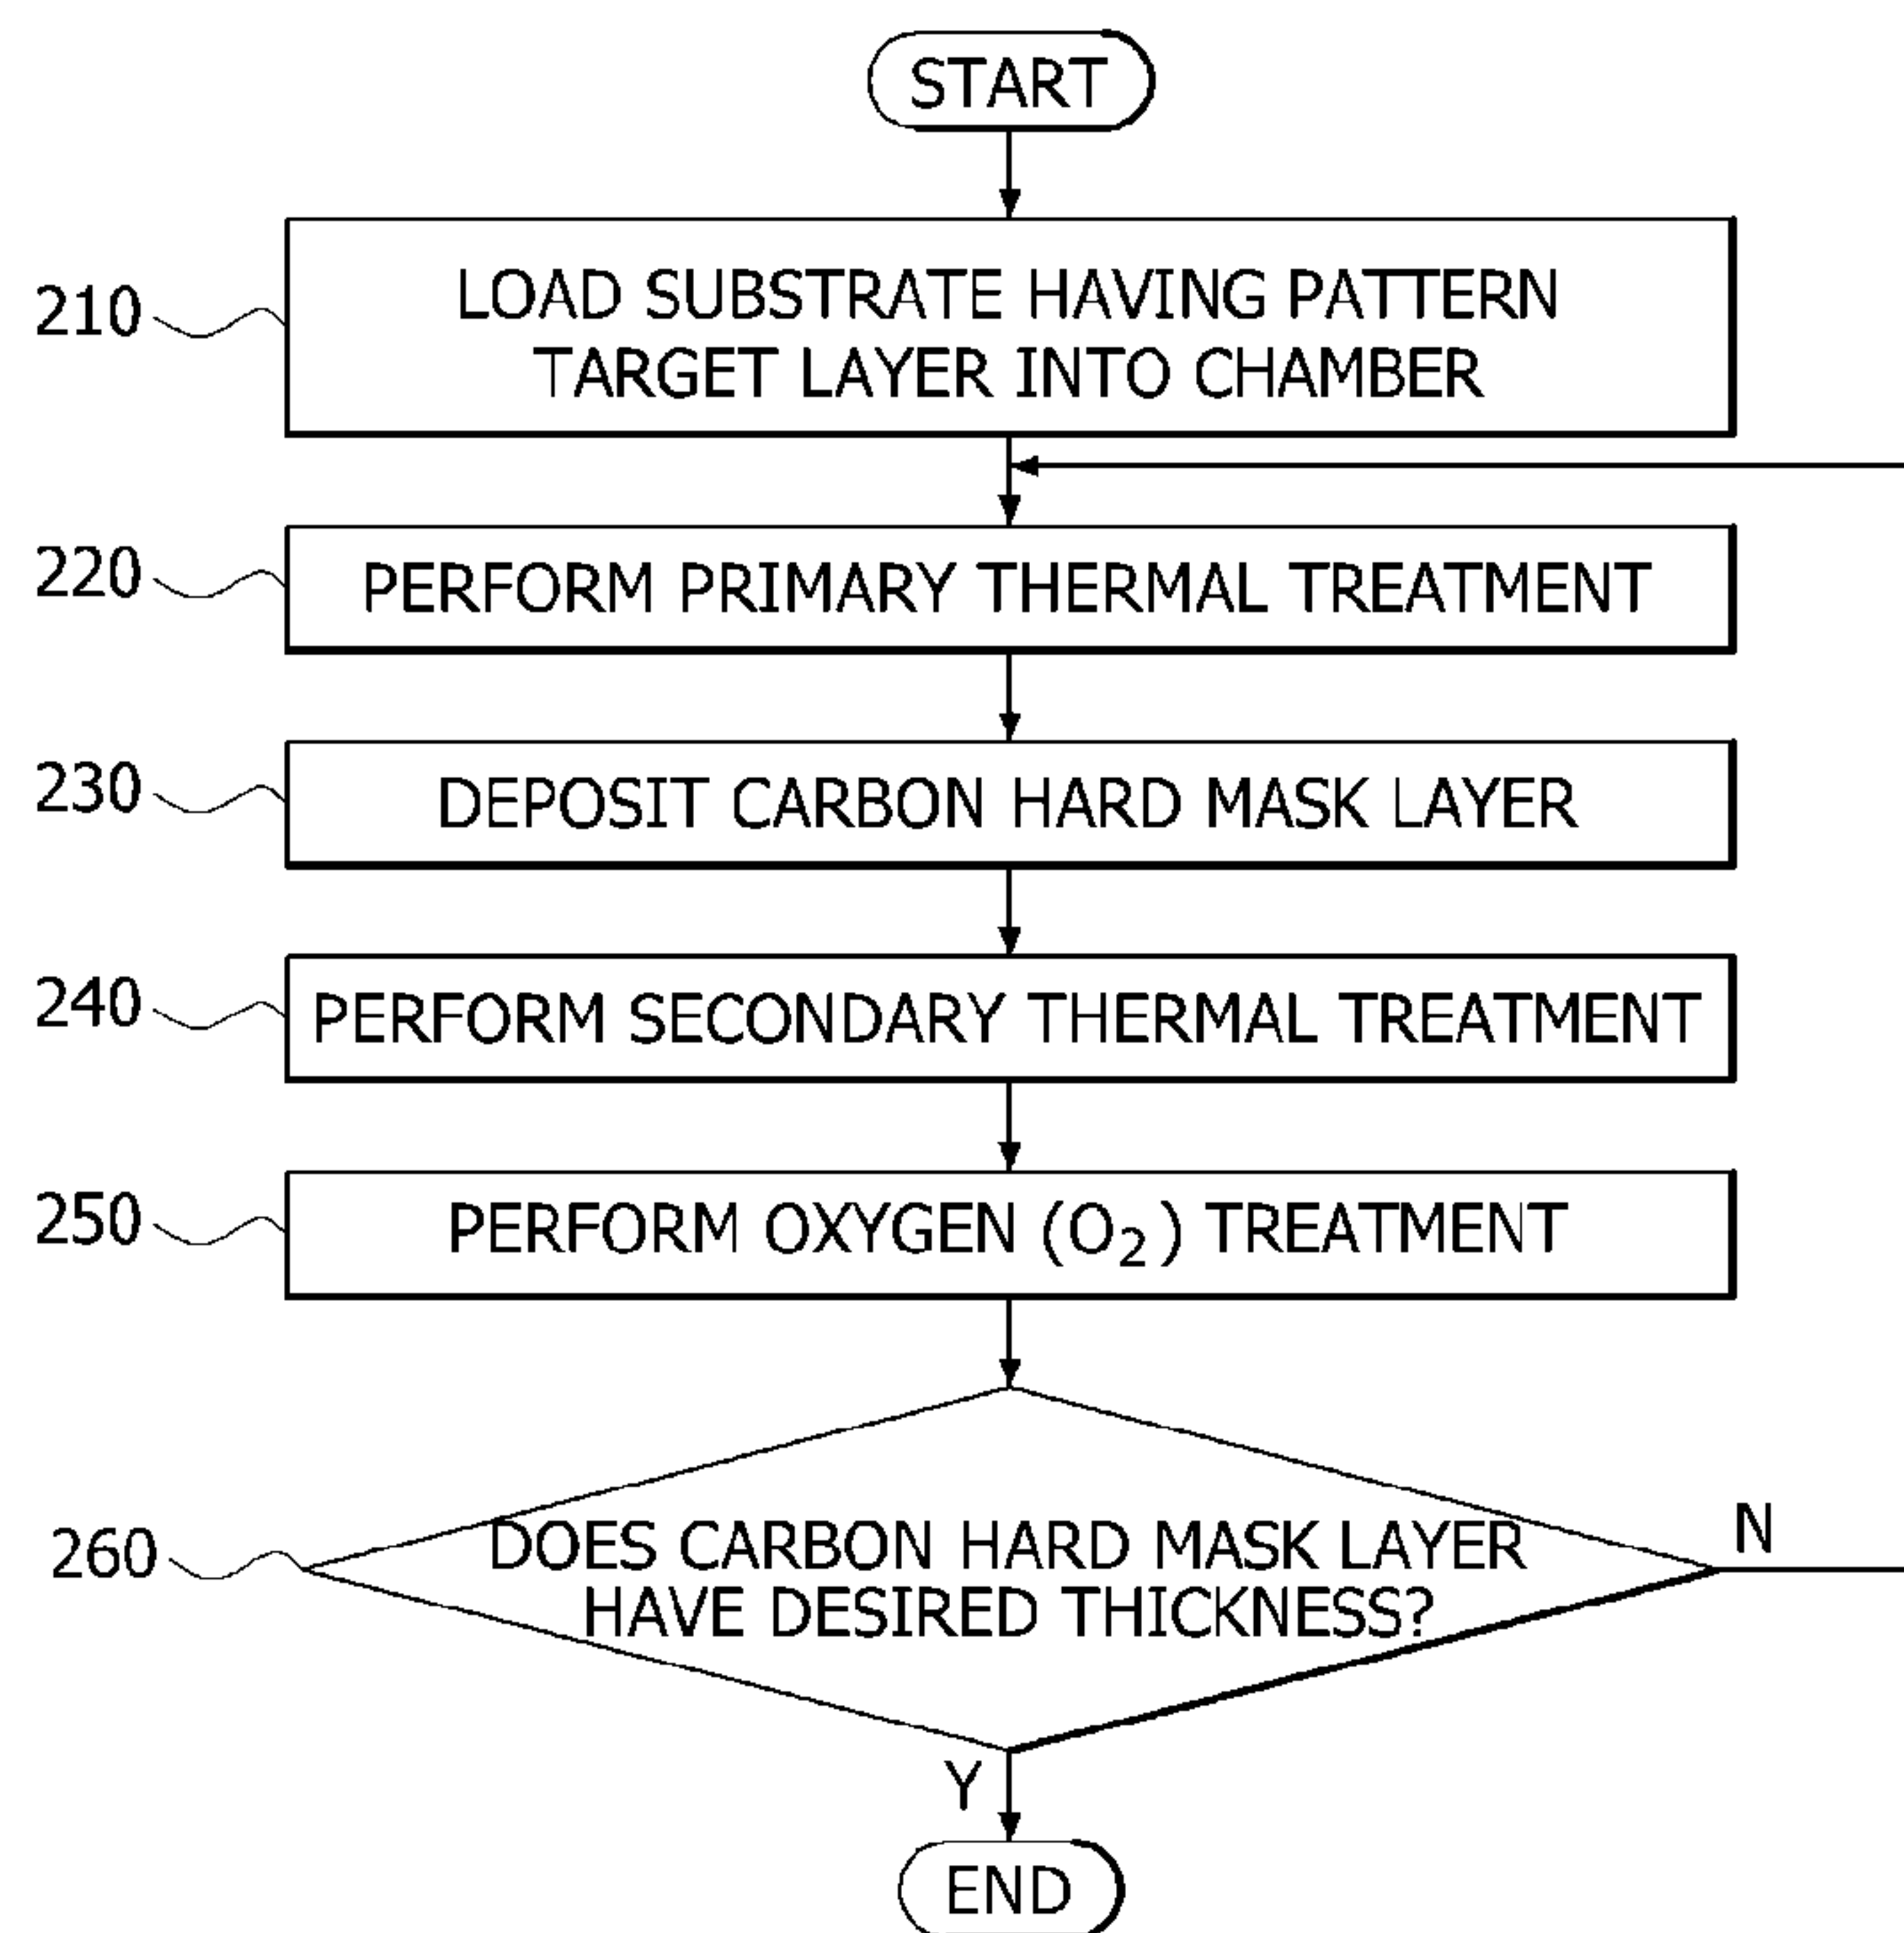 START
210
LOAD SUBSTRATE HAVING PATTERN
TARGET LAYER INTO CHAMBER
220
PERFORM PRIMARY THERMAL TREATMENT
230
DEPOSIT CARBON HARD MASK LAYER
240
PERFORM SECONDARY THERMAL TREATMENT
250
PERFORM OXYGEN (O₂) TREATMENT
260
DOES CARBON HARD MASK LAYER
HAVE DESIRED THICKNESS?
N
Y
END